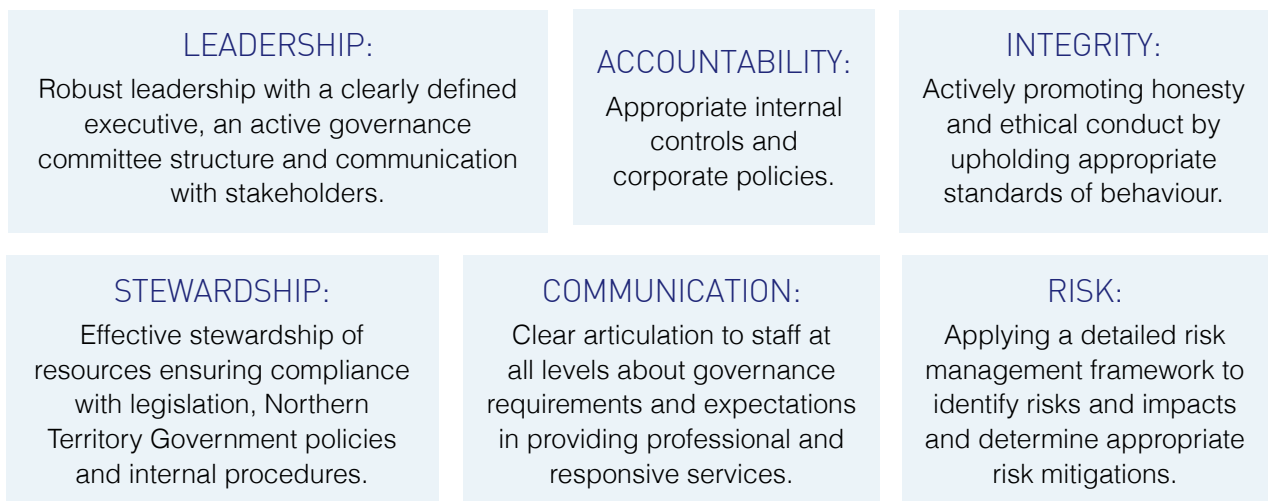 LEADERSHIP:
Robust leadership with a clearly defined
executive, an active governance
committee structure and communication
with stakeholders.
ACCOUNTABILITY:
Appropriate internal
controls and
corporate policies.
INTEGRITY:
Actively promoting honesty
and ethical conduct by
upholding appropriate
standards of behaviour.
STEWARDSHIP:
Effective stewardship of
resources ensuring compliance
with legislation, Northern
Territory Government policies
and internal procedures.
COMMUNICATION:
Clear articulation to staff at
all levels about governance
requirements and expectations
in providing professional and
responsive services.
RISK:
Applying a detailed risk
management framework to
identify risks and impacts
and determine appropriate
risk mitigations.